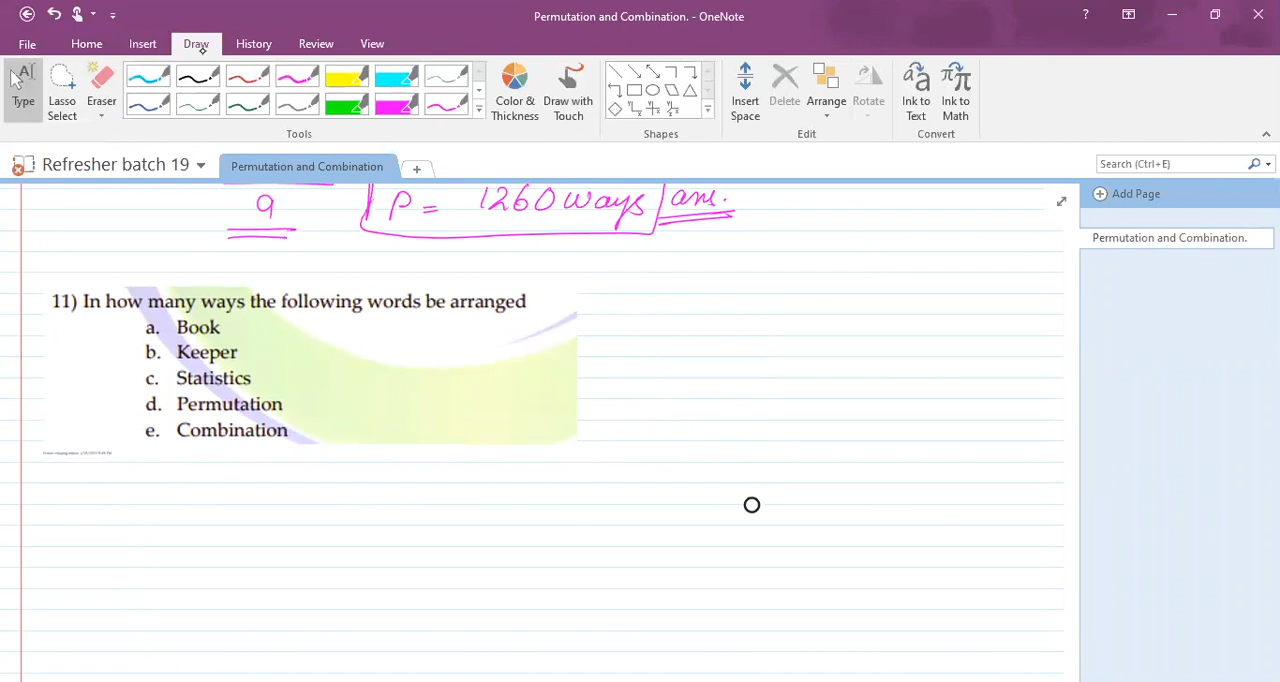 Permutation and Combination. - OneNote
?
File Home Insert Draw History Review View
Type
Lasso Select
Eraser
Color & Thickness
Draw with Touch
Insert Space
Delete
Arrange
Rotate
Ink to Text
Ink to Math
Tools
Shapes
Edit
Convert
Refresher batch 19
Permutation and Combination
Search (Ctrl+E)
Add Page
Permutation and Combination.
9
P = 1260 ways ans.
11) In how many ways the following words be arranged
a. Book
b. Keeper
c. Statistics
d. Permutation
e. Combination